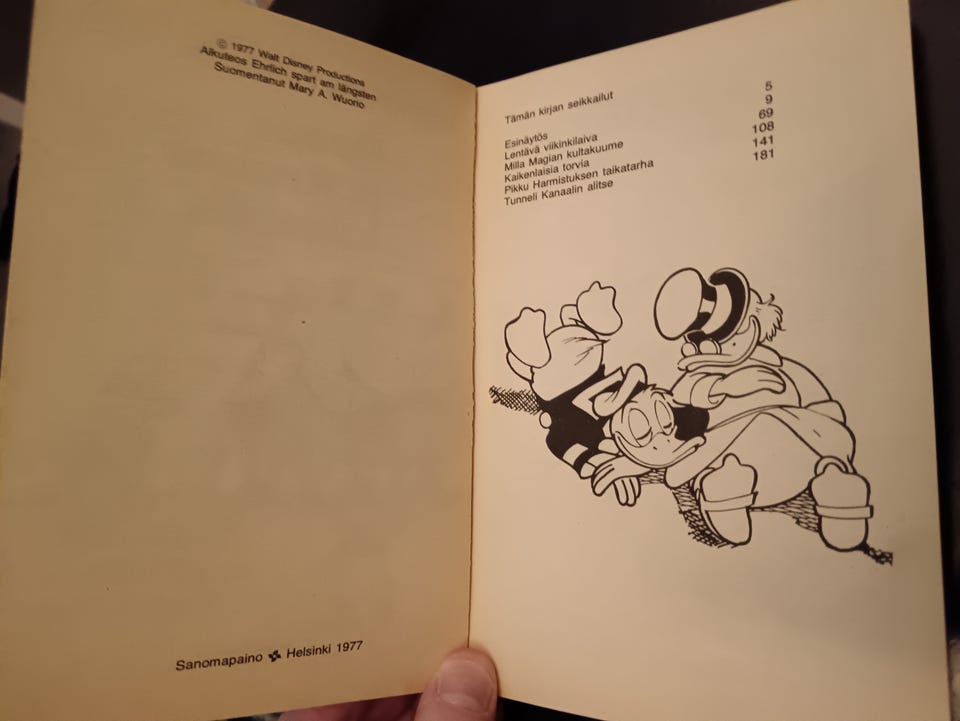 © 1977 Walt Disney Productions
Alkuteos Ehrlich spart am längsten
Suomentanut Mary A. Wuorio
Sanomapaino Helsinki 1977
Tämän kirjan seikkailut
Esinäytös 5
Lentävä viikinkilaiva 9
Milla Magian kultakuume 69
Kaikenlaisia torvia 108
Pikku Harmistuksen taikatarha 141
Tunneli Kanaalin alitse 181